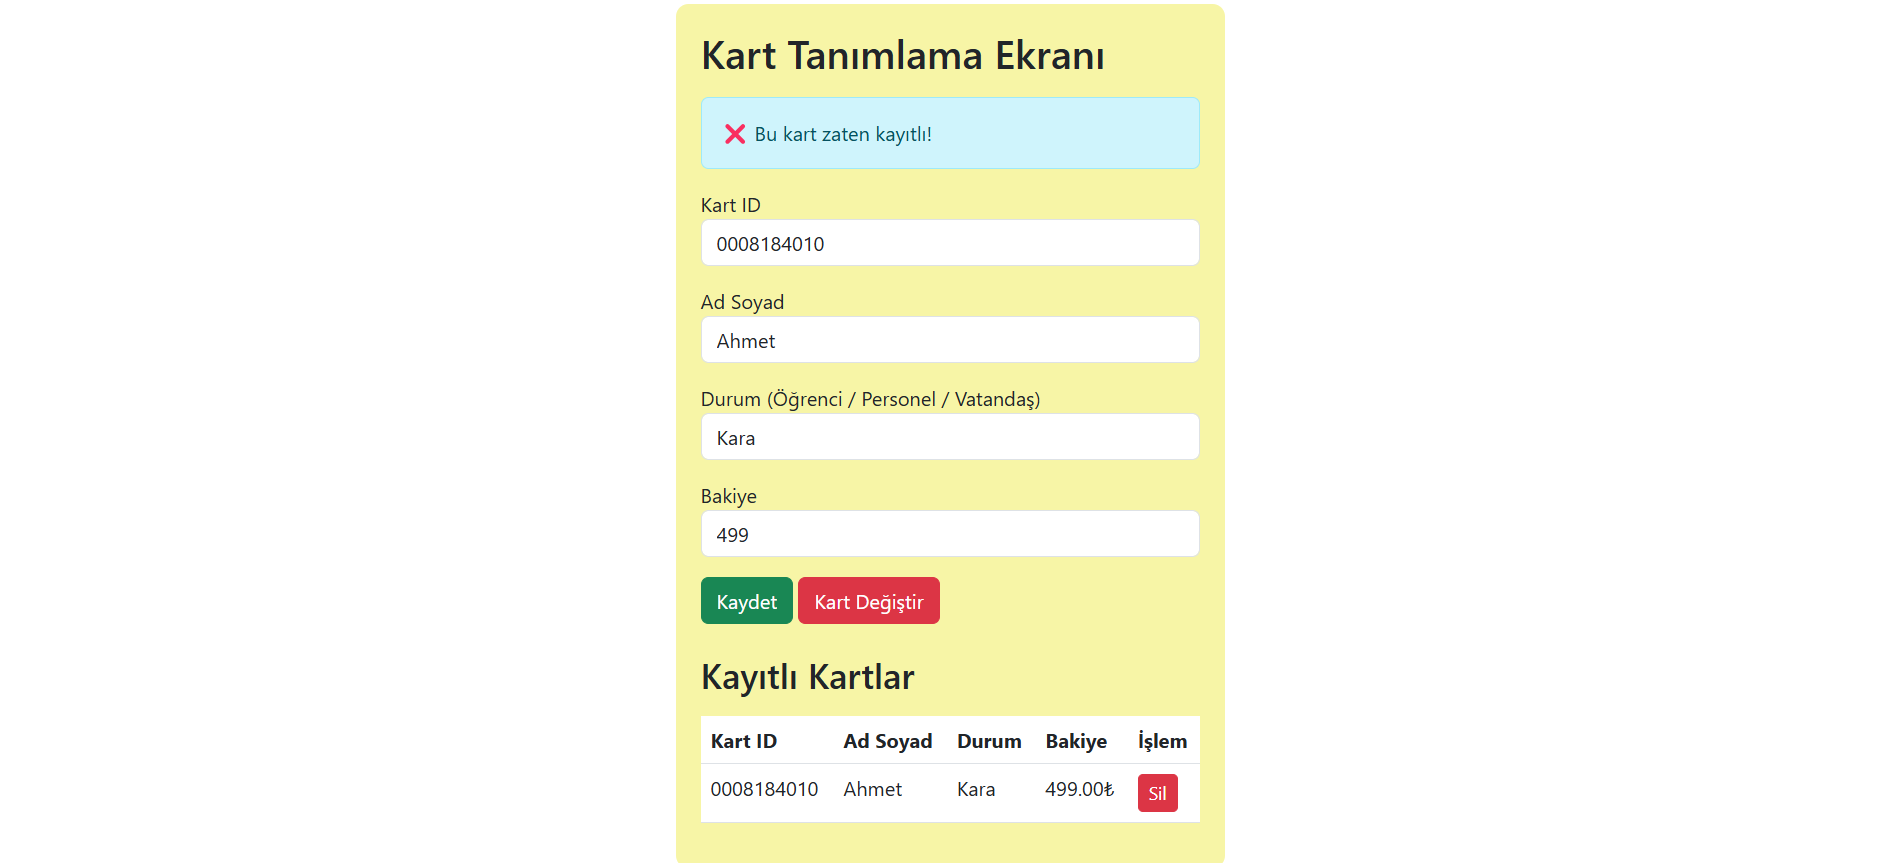 Kart Tanımlama Ekranı
❌ Bu kart zaten kayıtlı!
Kart ID
0008184010
Ad Soyad
Ahmet
Durum (Öğrenci / Personel / Vatandaş)
Kara
Bakiye
499
Kaydet Kart Değiştir
Kayıtlı Kartlar
Kart ID Ad Soyad Durum Bakiye İşlem
0008184010 Ahmet Kara 499.00₺ Sil